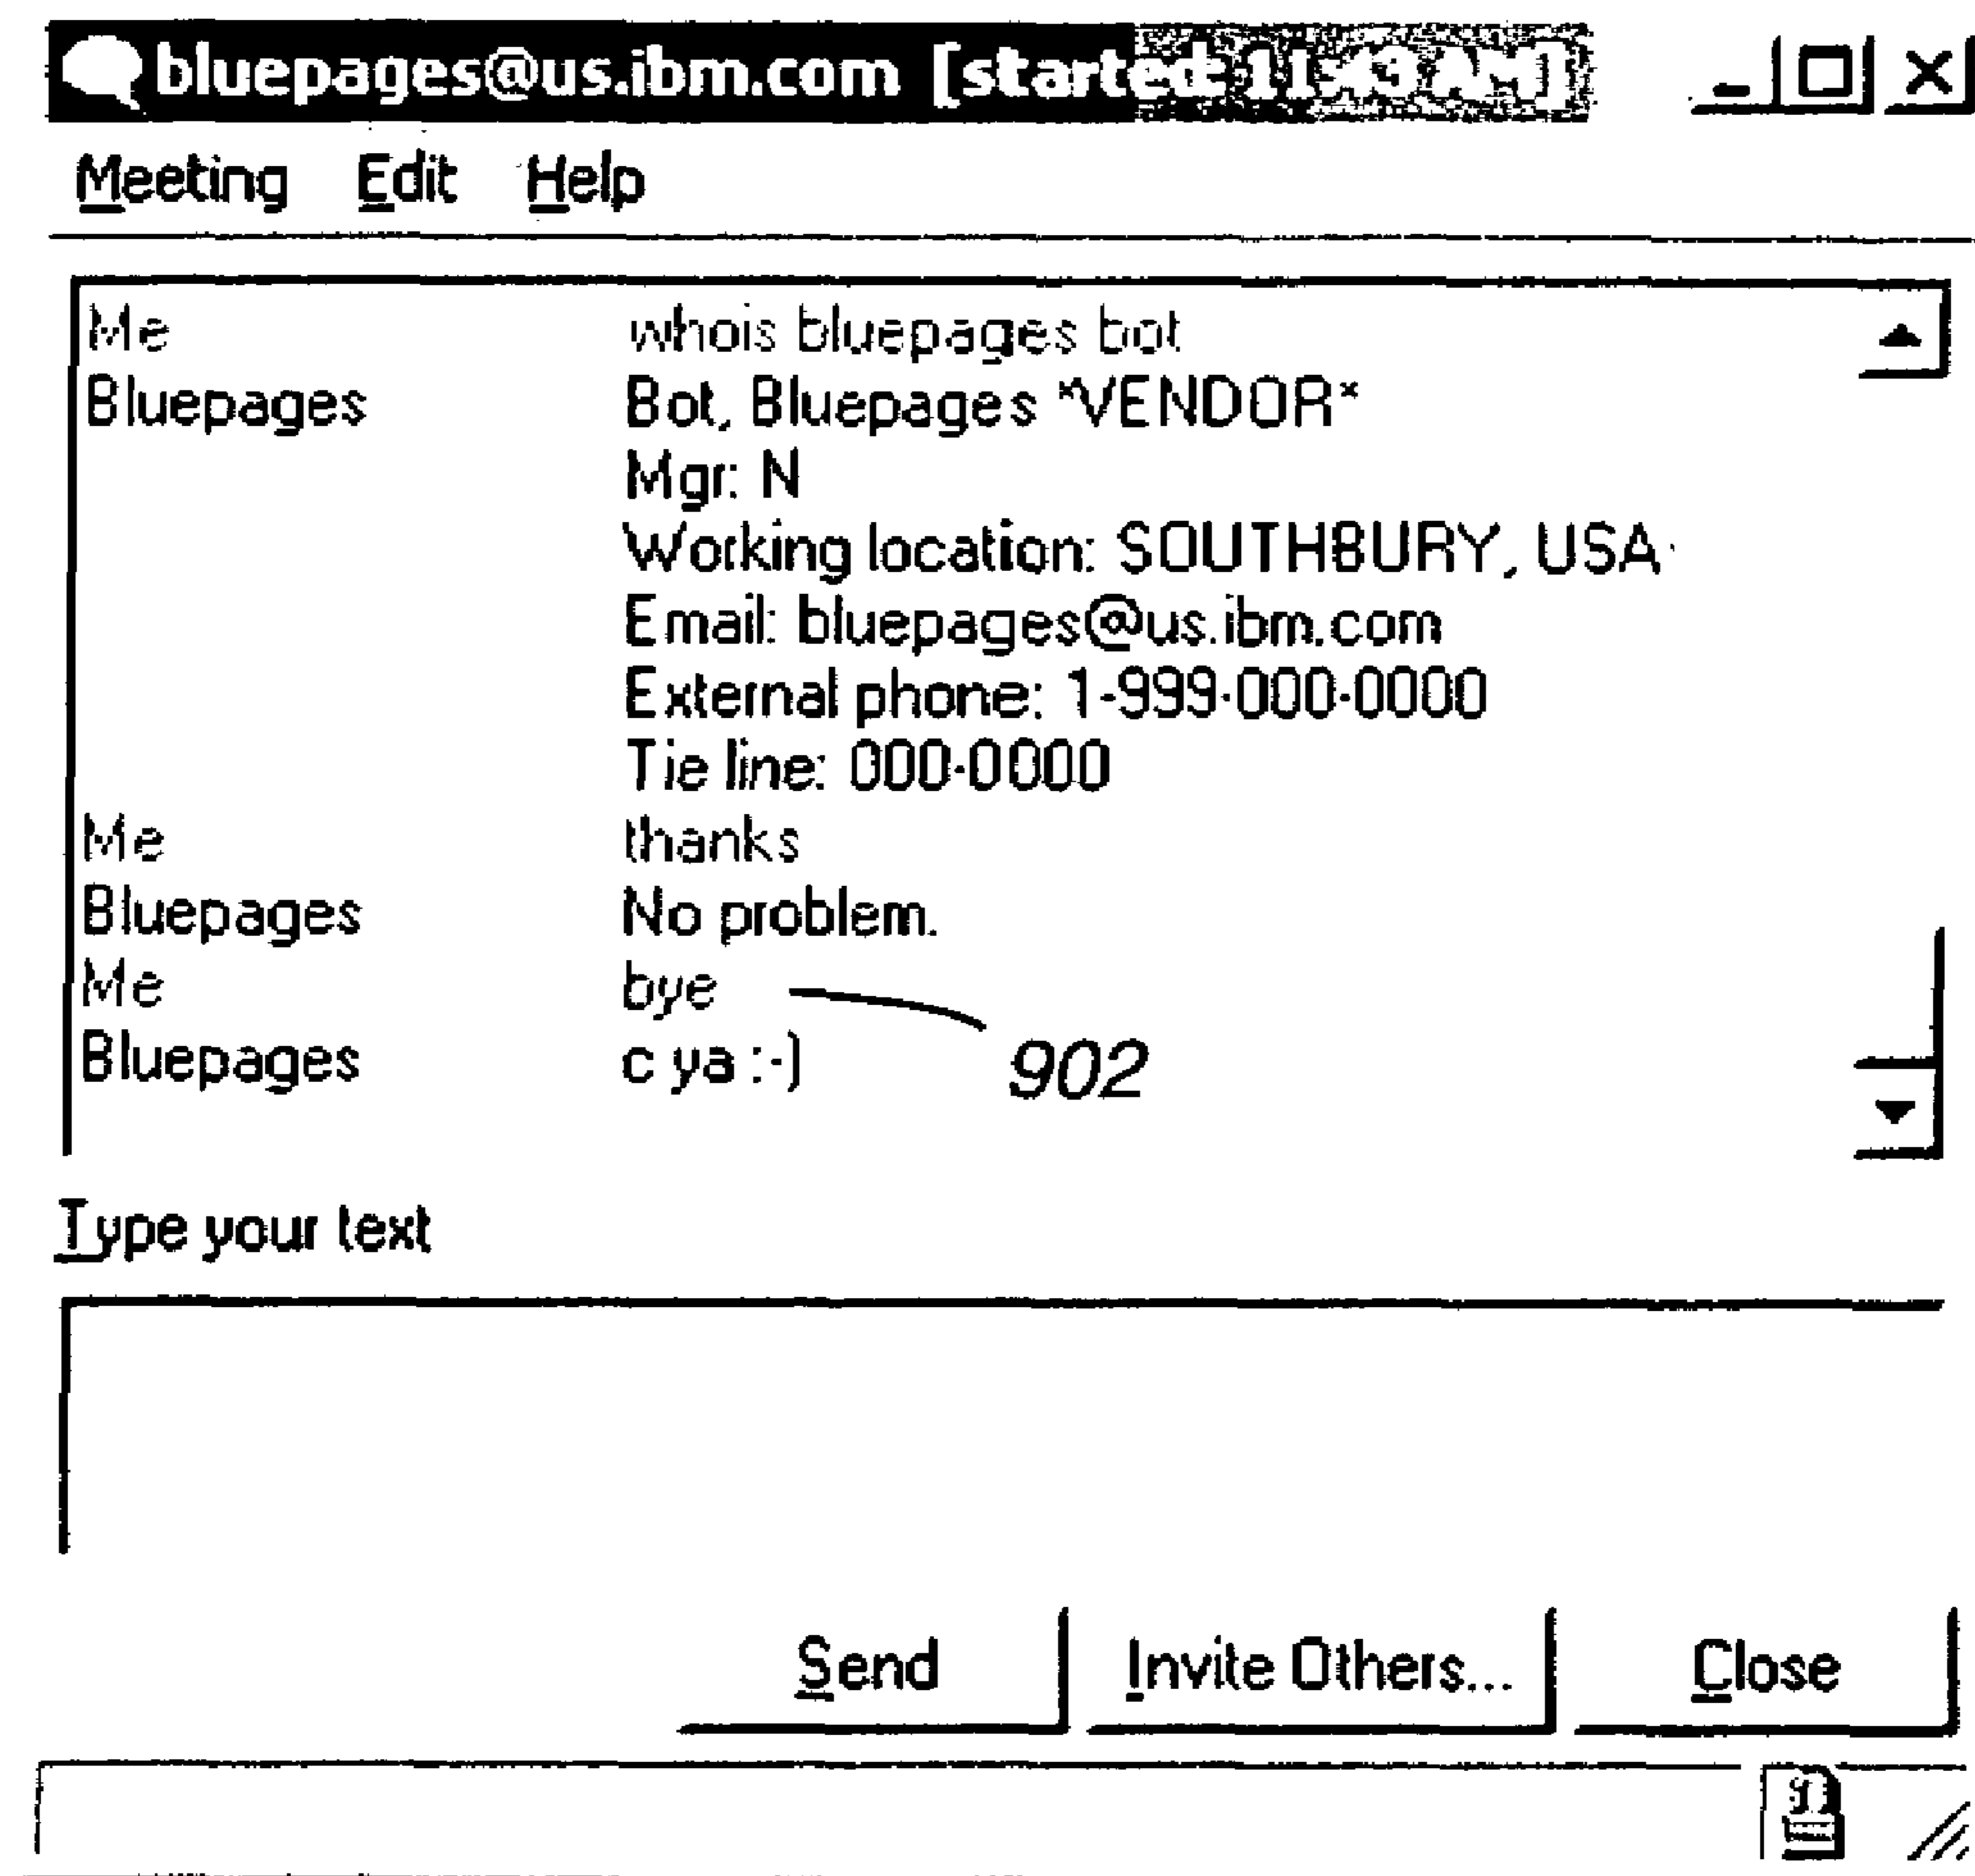 bluepages@us.ibm.com [started
Meeting Edit Help
Me whois bluepages bot
Bluepages Bot, Bluepages *VENDOR*
Mgr: N
Working location: SOUTHBURY, USA
Email: bluepages@us.ibm.com
External phone: 1-999-000-0000
Tie line: 000-0000
Me thanks
Bluepages No problem.
Me bye
Bluepages c ya :-)
902
Type your text
Send Invite Others... Close